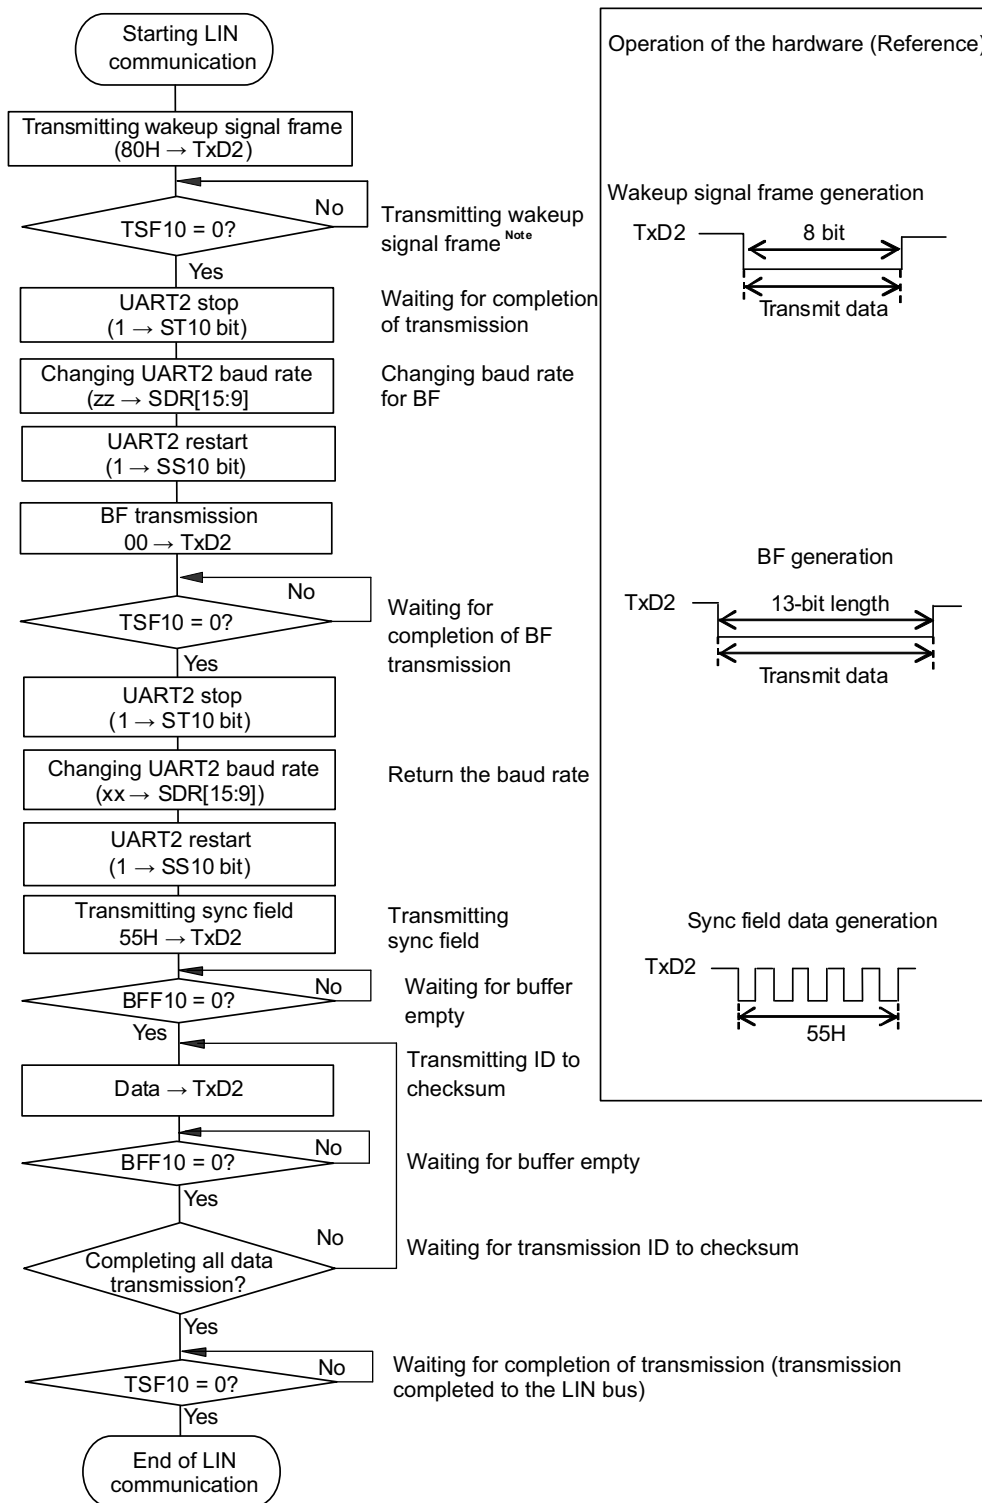 Starting LIN
communication
Transmitting wakeup signal frame
(80H → TxD2)
No
TSF10 = 0?
Transmitting wakeup
signal frame Note
Yes
UART2 stop
(1 → ST10 bit)
Waiting for completion
of transmission
Changing UART2 baud rate
(zz → SDR[15:9]
Changing baud rate
for BF
UART2 restart
(1 → SS10 bit)
BF transmission
00 → TxD2
No
TSF10 = 0?
Waiting for
completion of BF
transmission
Yes
UART2 stop
(1 → ST10 bit)
Changing UART2 baud rate
(xx → SDR[15:9])
Return the baud rate
UART2 restart
(1 → SS10 bit)
Transmitting sync field
55H → TxD2
Transmitting
sync field
No
BFF10 = 0?
Waiting for buffer
empty
Yes
Transmitting ID to
checksum
Data → TxD2
No
BFF10 = 0?
Waiting for buffer empty
Yes
No
Completing all data
transmission?
Waiting for transmission ID to checksum
Yes
No
TSF10 = 0?
Waiting for completion of transmission (transmission
completed to the LIN bus)
Yes
End of LIN
communication
Operation of the hardware (Reference)
Wakeup signal frame generation
TxD2
8 bit
Transmit data
BF generation
TxD2
13-bit length
Transmit data
Sync field data generation
TxD2
55H